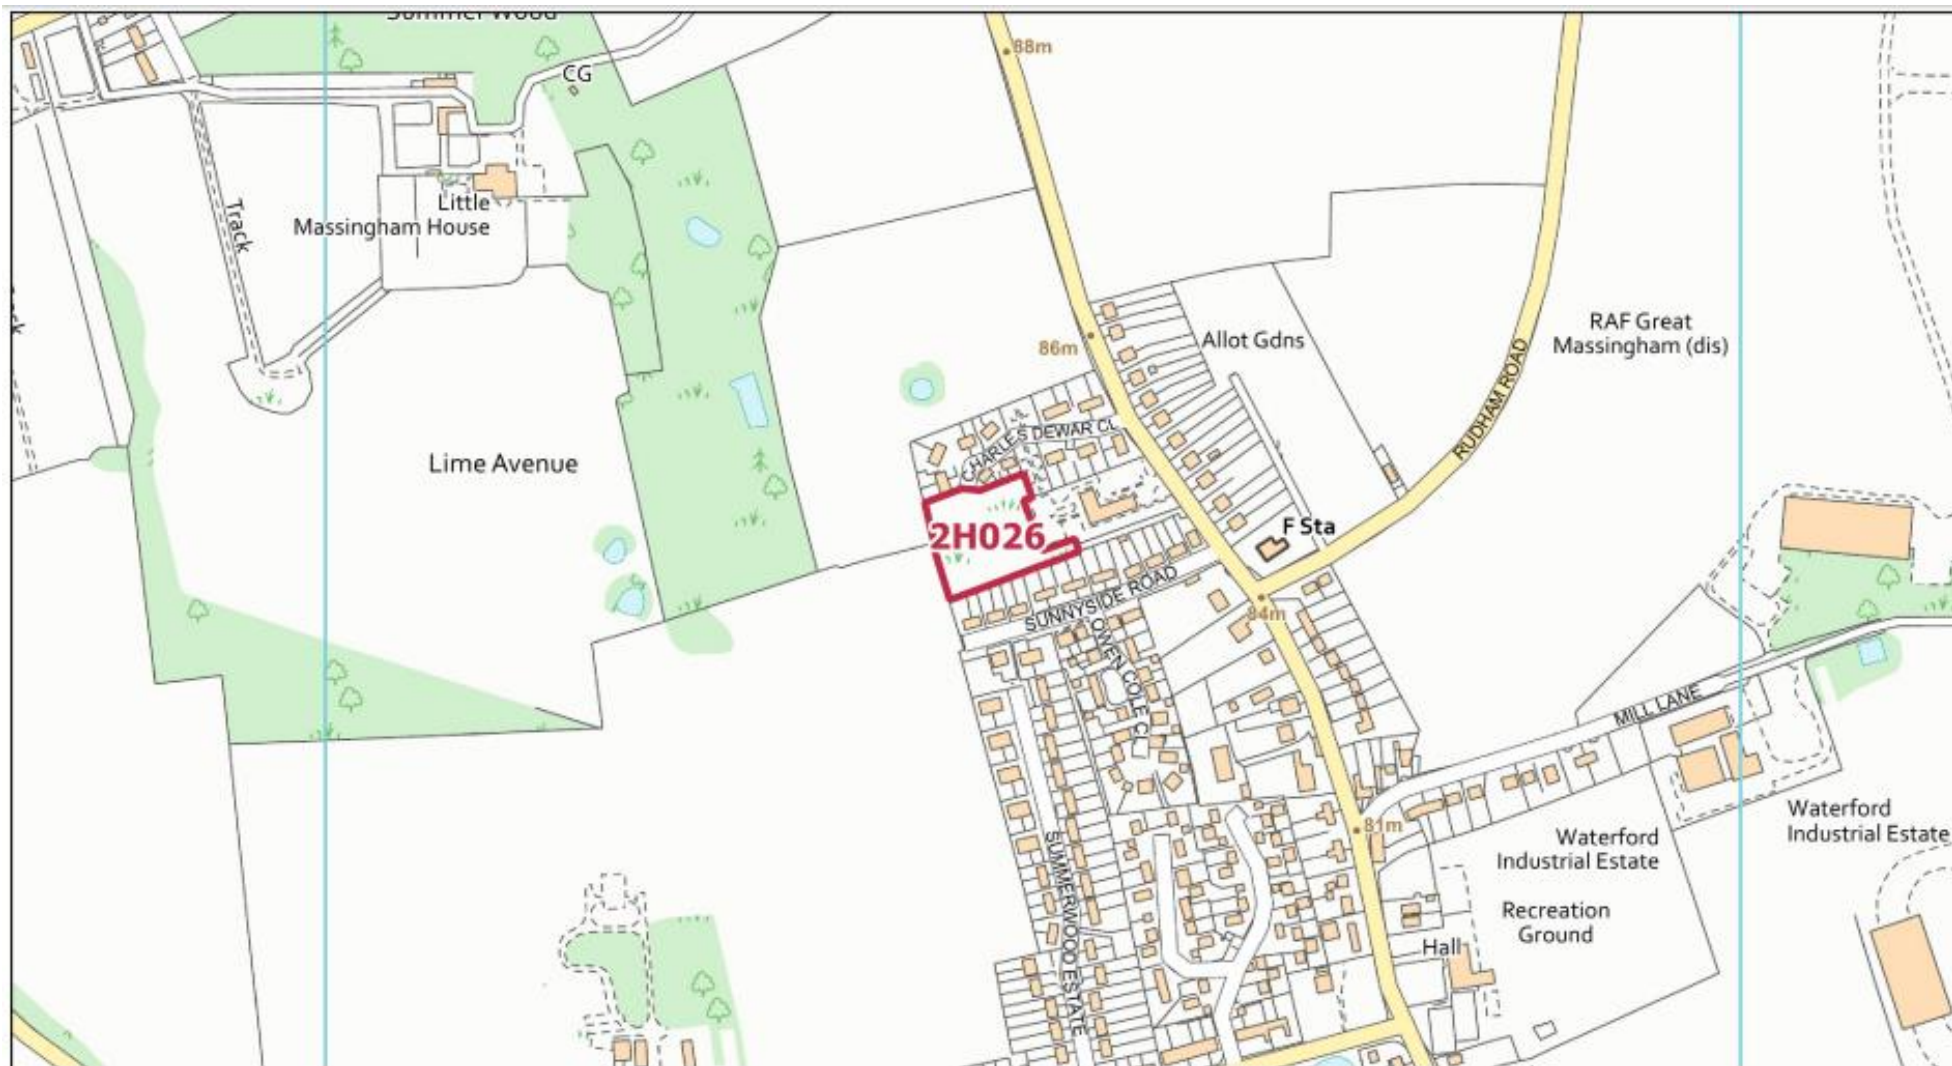 Summer Wood
88m
CG
Little
Massingham House
Track
RAF Great
Massingham (dis)
Allot Gdns
86m
RUDHAM ROAD
CHARLES DEWAR CL
Lime Avenue
2H026
F Sta
SUNNYSIDE ROAD
84m
OWEN COLE CL
MILL LANE
81m
Waterford
Industrial Estate
Waterford
Industrial Estate
SUMMERWOOD ESTATE
Recreation
Ground
Hall